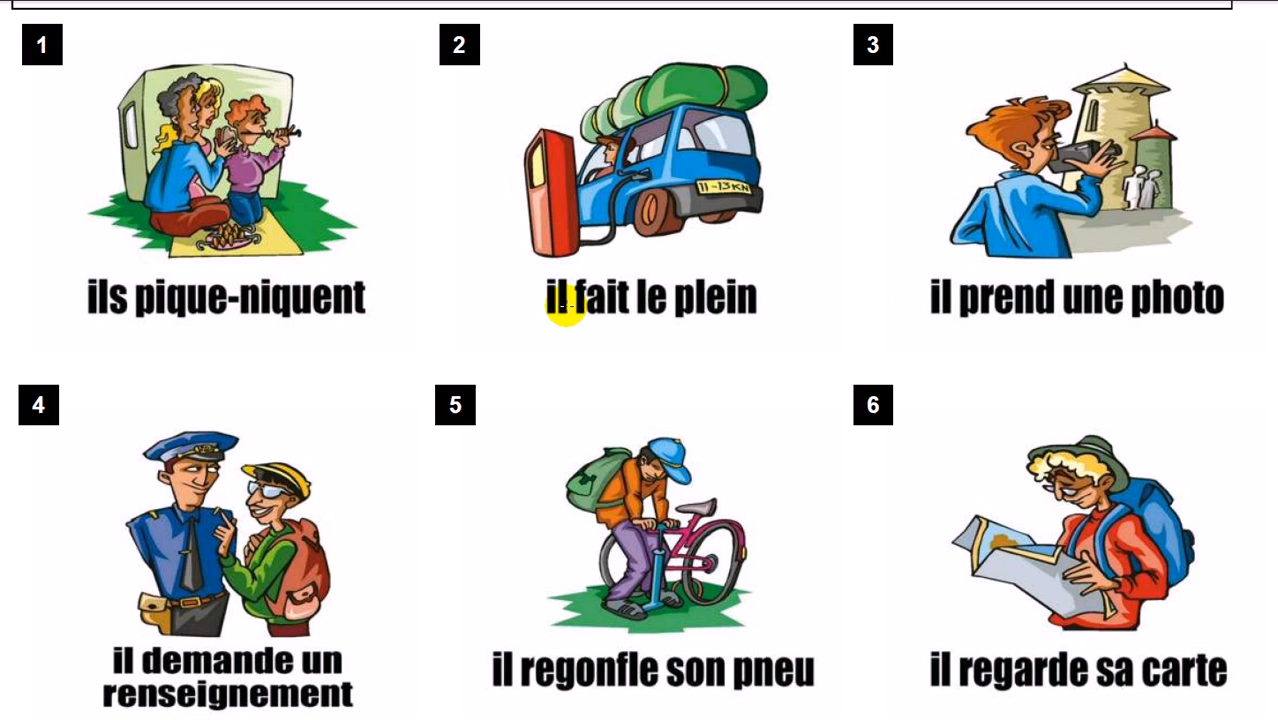 1
2
3
11-13KN
ils pique-niquent
il fait le plein
il prend une photo
4
5
6
il demande un
renseignement
il regonfle son pneu
il regarde sa carte